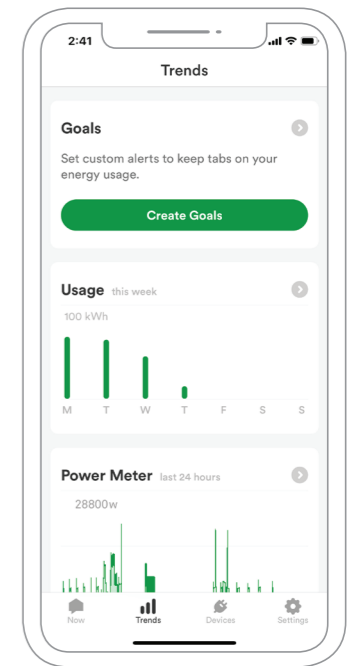 2:41
Trends
Goals
Set custom alerts to keep tabs on your
energy usage.
Create Goals
Usage this week
100 kWh
M T W T F S S
Power Meter last 24 hours
28800w
Now Trends Devices Settings